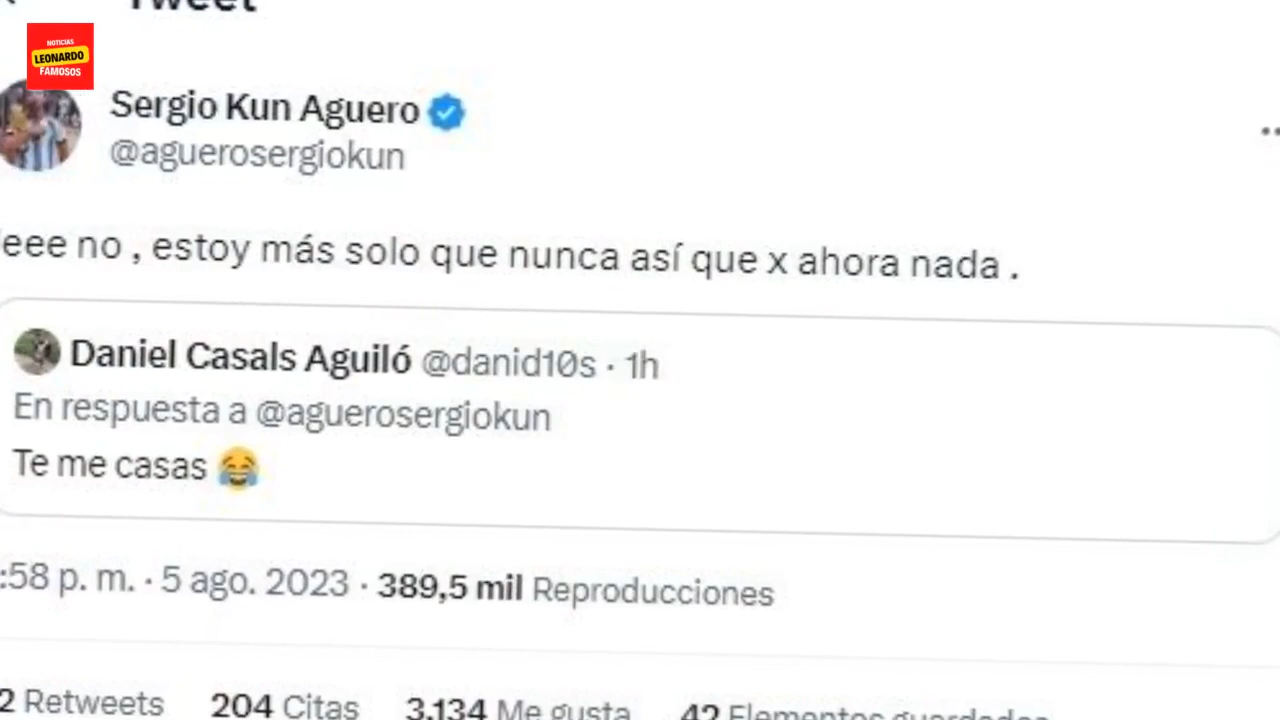 Tweet
NOTICIAS
LEONARDO
FAMOSOS
Sergio Kun Aguero
@aguerosergiokun
eee no , estoy más solo que nunca así que x ahora nada .
Daniel Casals Aguiló @danid10s · 1h
En respuesta a @aguerosergiokun
Te me casas 😂
:58 p. m. · 5 ago. 2023 · 389,5 mil Reproducciones
2 Retweets 204 Citas 3.134 Me gusta 42 Elementos guardados